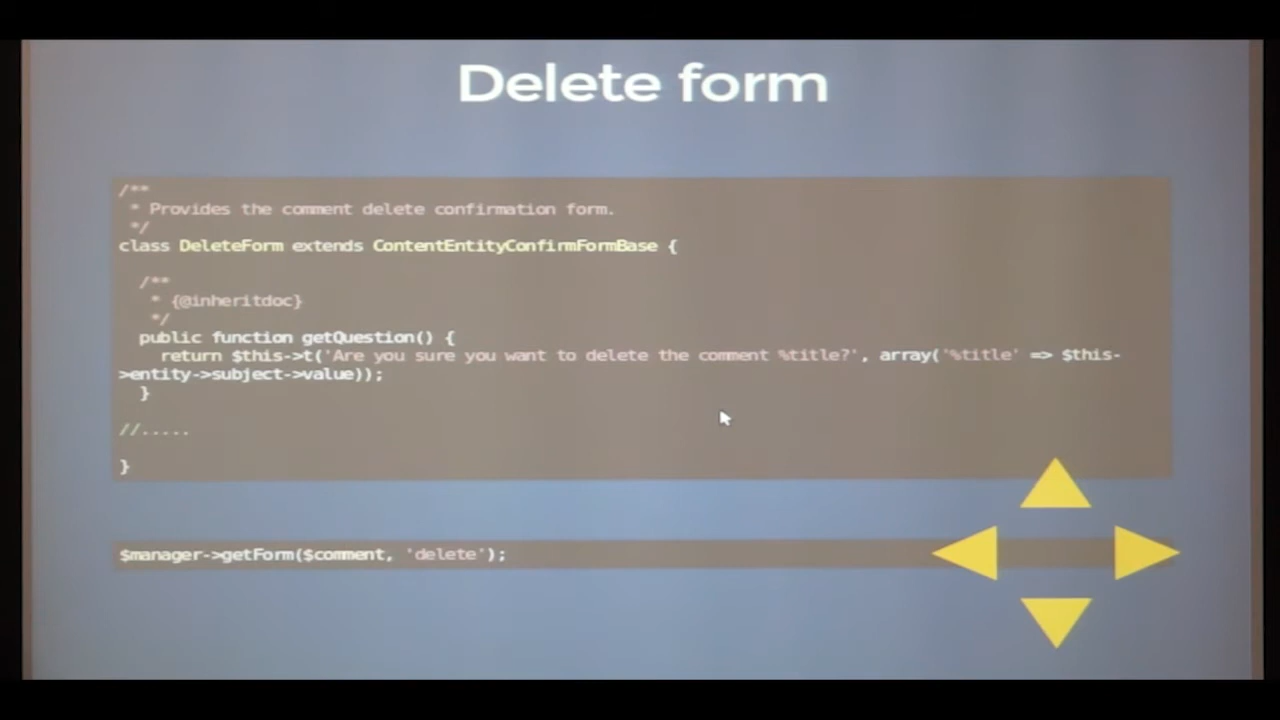 Delete form
/**
 * Provides the comment delete confirmation form.
 */
class DeleteForm extends ContentEntityConfirmFormBase {
  /**
   * {@inheritdoc}
   */
  public function getQuestion() {
    return $this->t('Are you sure you want to delete the comment %title?', array('%title' => $this-
>entity->subject->value));
  }
//.....
}
$manager->getForm($comment, 'delete');